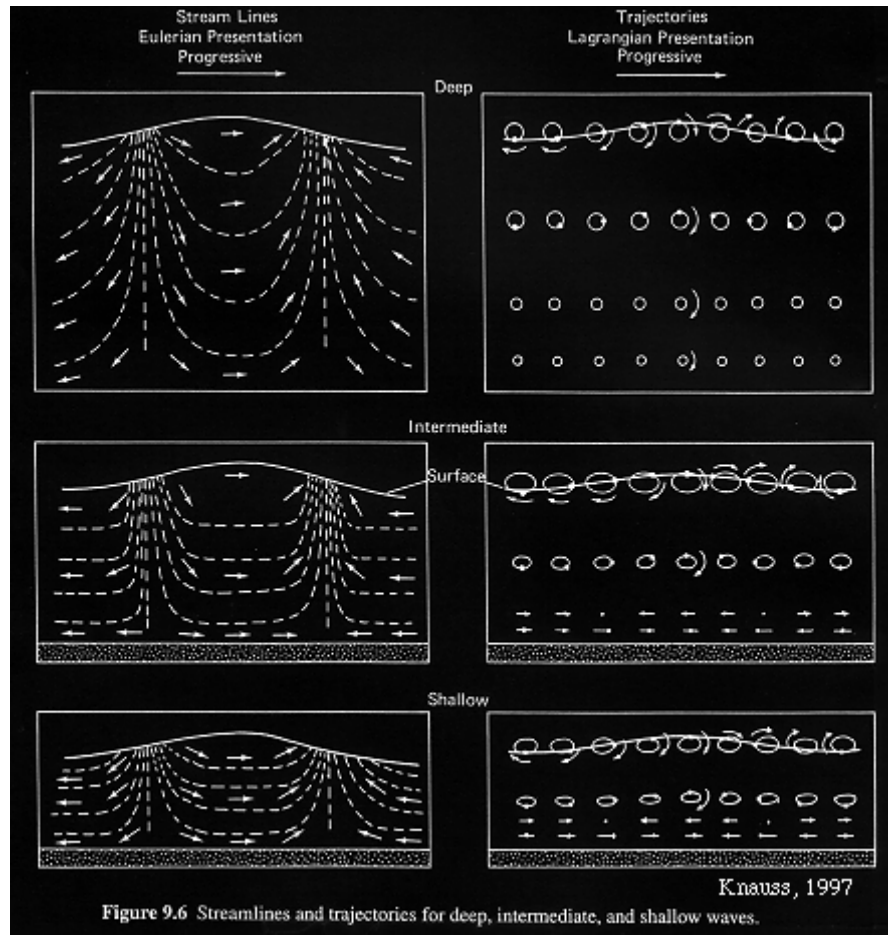 Stream Lines
Eulerian Presentation
Progressive
Trajectories
Lagrangian Presentation
Progressive
Deep
Intermediate
Surface
Shallow
Knauss, 1997
Figure 9.6 Streamlines and trajectories for deep, intermediate, and shallow waves.